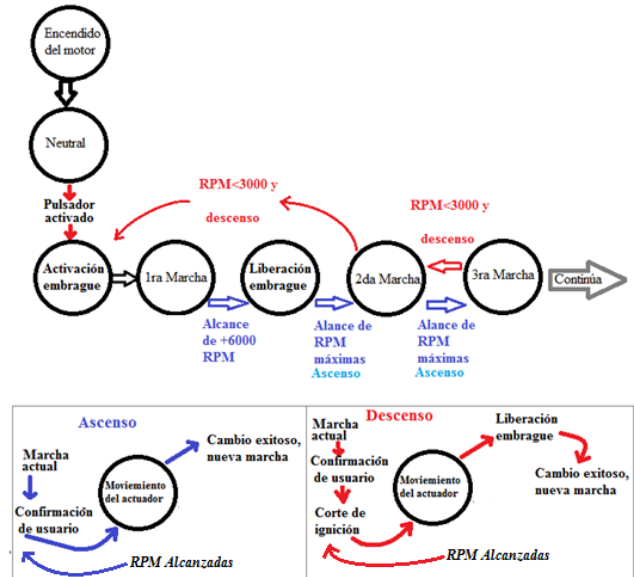 Encendido
del motor
Neutral
Pulsador
activado
RPM<3000 y
descenso
RPM<3000 y
descenso
Activación
embrague
1ra Marcha
Liberación
embrague
2da Marcha
3ra Marcha
Continúa
Alcance
de +6000
RPM
Alance de
RPM
máximas
Ascenso
Alance de
RPM
máximas
Ascenso
Ascenso
Marcha
actual
Confirmación
de usuario
Moviemiento
del actuador
Cambio exitoso,
nueva marcha
RPM Alcanzadas
Descenso
Marcha
actual
Confirmación
de usuario
Corte de
ignición
Moviemiento
del actuador
Liberación
embrague
Cambio exitoso,
nueva marcha
RPM Alcanzadas